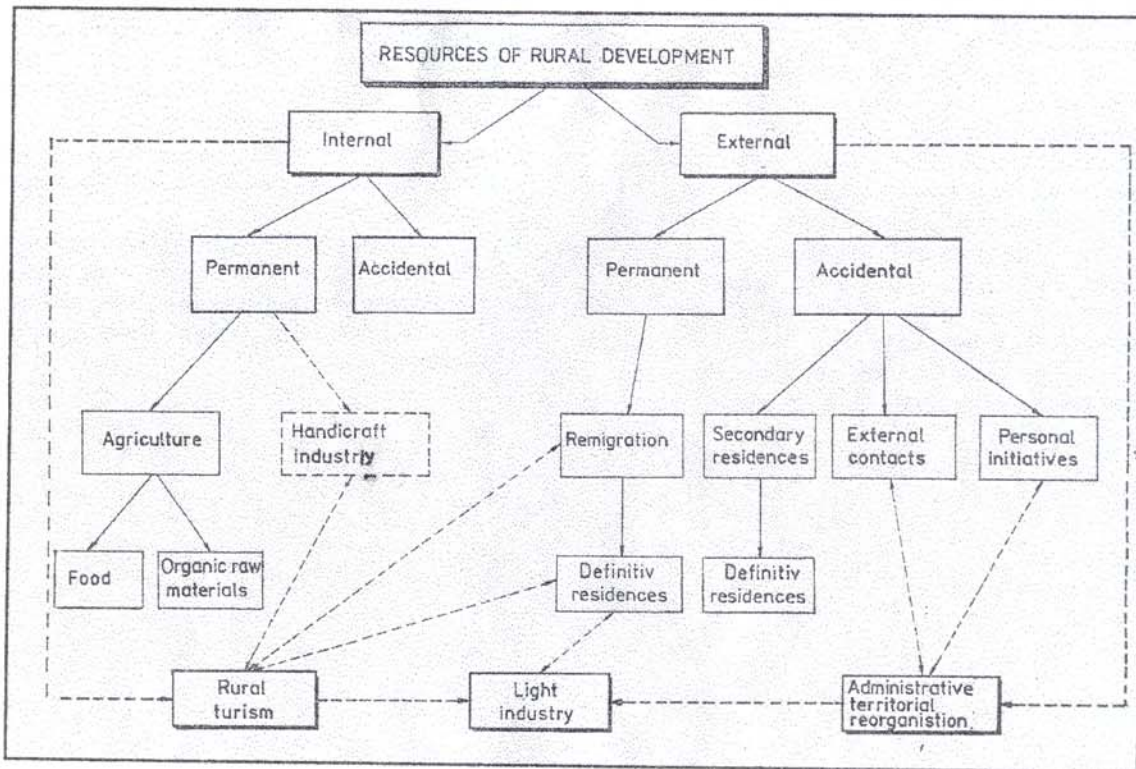 RESOURCES OF RURAL DEVELOPMENT
Internal
External
Permanent
Accidental
Permanent
Accidental
Agriculture
Handicraft
industriy
Remigration
Secondary
residences
External
contacts
Personal
initiatives
Food
Organic raw
materials
Definitiv
residences
Definitiv
residences
Rural
turism
Light
industry
Administrative
territorial
reorganistion